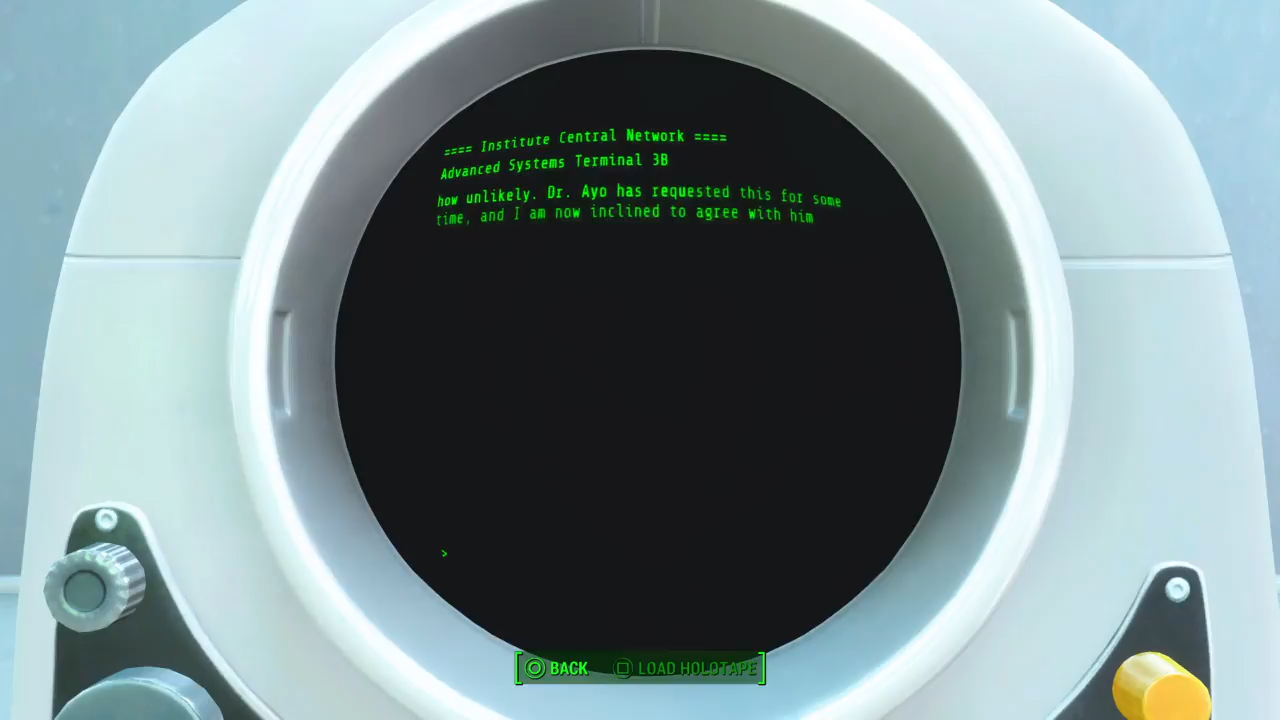 ==== Institute Central Network ====
Advanced Systems Terminal 3B
how unlikely. Dr. Ayo has requested this for some
time, and I am now inclined to agree with him
>
BACK LOAD HOLOTAPE